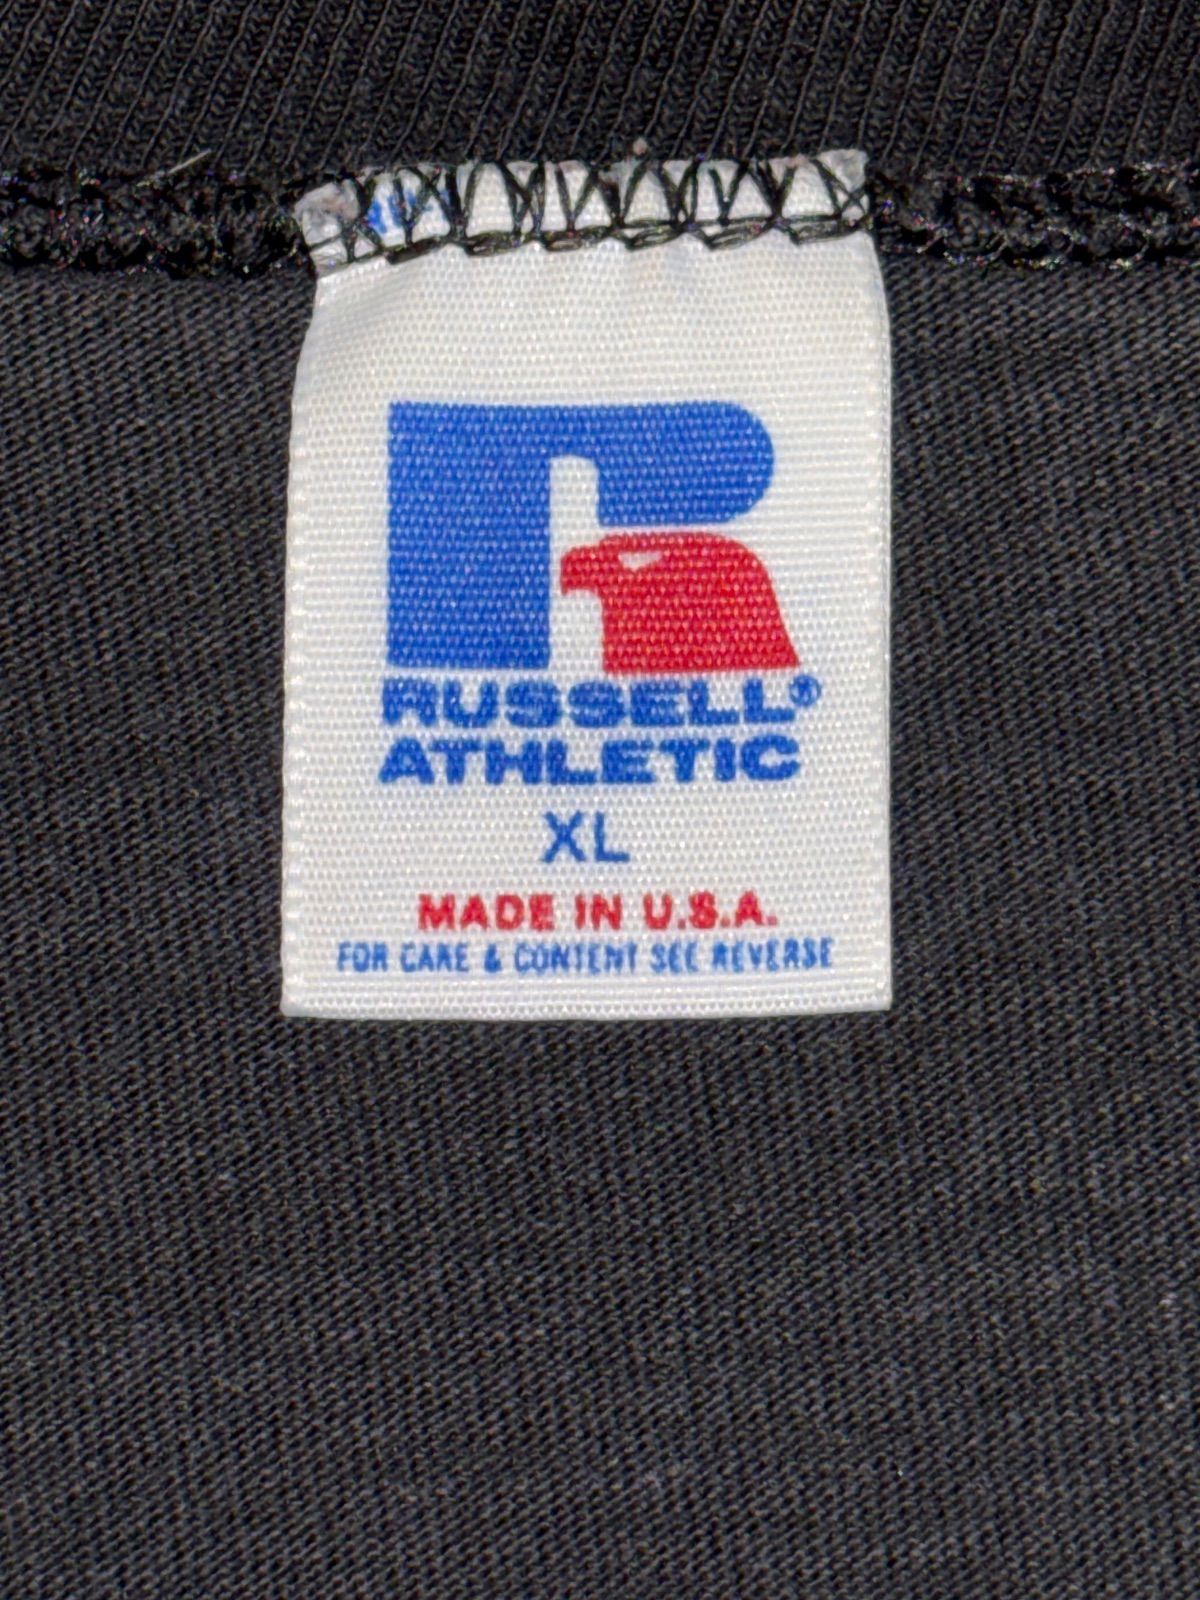 RUSSELL®
ATHLETIC
XL
MADE IN U.S.A.
FOR CARE & CONTENT SEE REVERSE